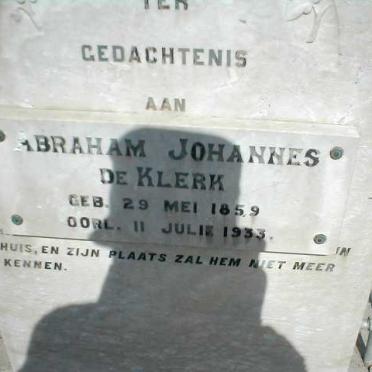 TER
GEDACHTENIS
AAN
ABRAHAM JOHANNES
DE KLERK
GEB. 29 MEI 1859
OORL. 11 JULIE 1933.
HUIS, EN ZIJN PLAATS ZAL HEM NIET MEER
KENNEN.